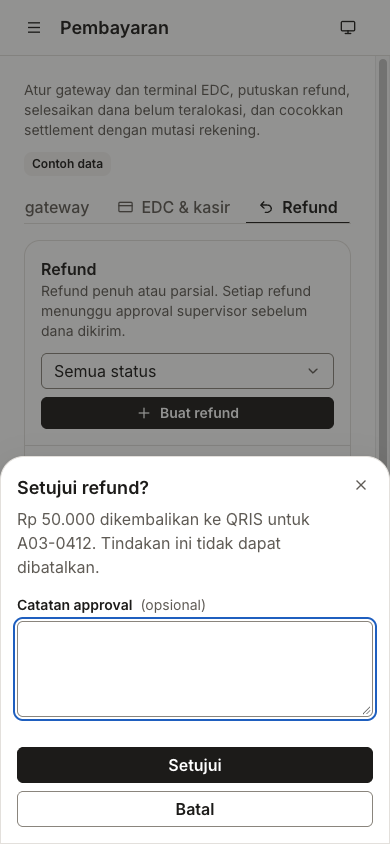 Pembayaran
Atur gateway dan terminal EDC, putuskan refund,
selesaikan dana belum teralokasi, dan cocokkan
settlement dengan mutasi rekening.
Contoh data
gateway
EDC & kasir
Refund
Refund
Refund penuh atau parsial. Setiap refund
menunggu approval supervisor sebelum
dana dikirim.
Semua status
Buat refund
Setujui refund?
Rp 50.000 dikembalikan ke QRIS untuk
A03-0412. Tindakan ini tidak dapat
dibatalkan.
Catatan approval (opsional)
Setujui
Batal